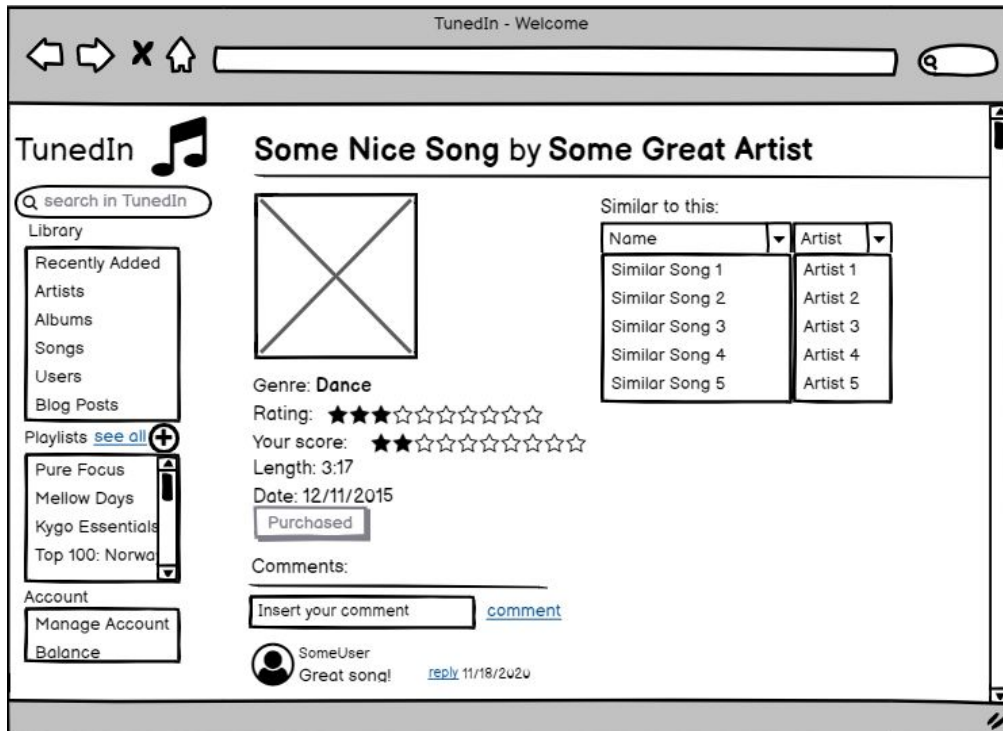 TunedIn - Welcome
TunedIn
Some Nice Song by Some Great Artist
search in TunedIn
Library
Recently Added
Artists
Albums
Songs
Users
Blog Posts
Playlists see all
Pure Focus
Mellow Days
Kygo Essentials
Top 100: Norwa
Account
Manage Account
Balance
Genre: Dance
Rating:
Your score:
Length: 3:17
Date: 12/11/2015
Purchased
Comments:
Insert your comment comment
SomeUser
Great song! reply 11/18/2020
Similar to this:
Name Artist
Similar Song 1 Artist 1
Similar Song 2 Artist 2
Similar Song 3 Artist 3
Similar Song 4 Artist 4
Similar Song 5 Artist 5